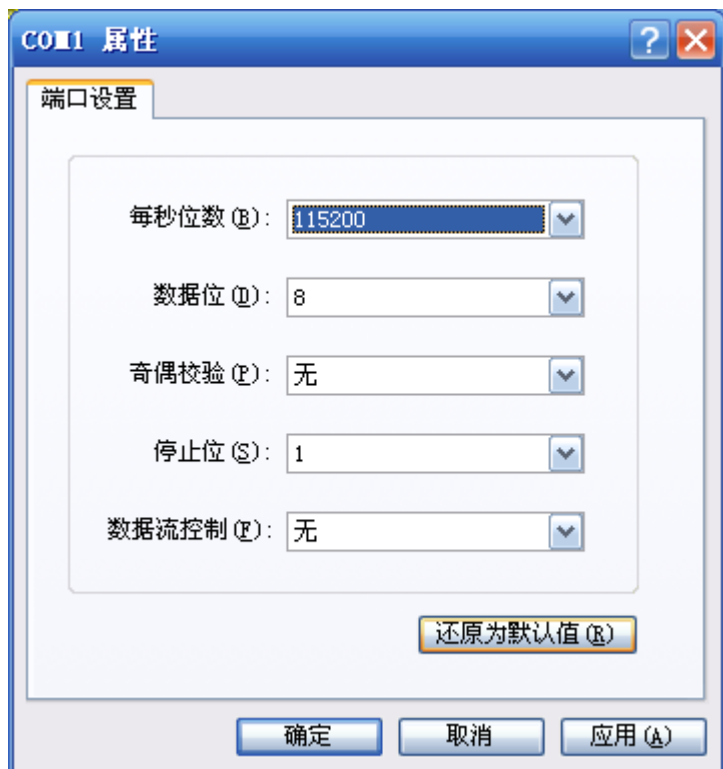 COM1 属性
端口设置
每秒位数(B): 115200
数据位(D): 8
奇偶校验(P): 无
停止位(S): 1
数据流控制(F): 无
还原为默认值(R)
确定 取消 应用(A)